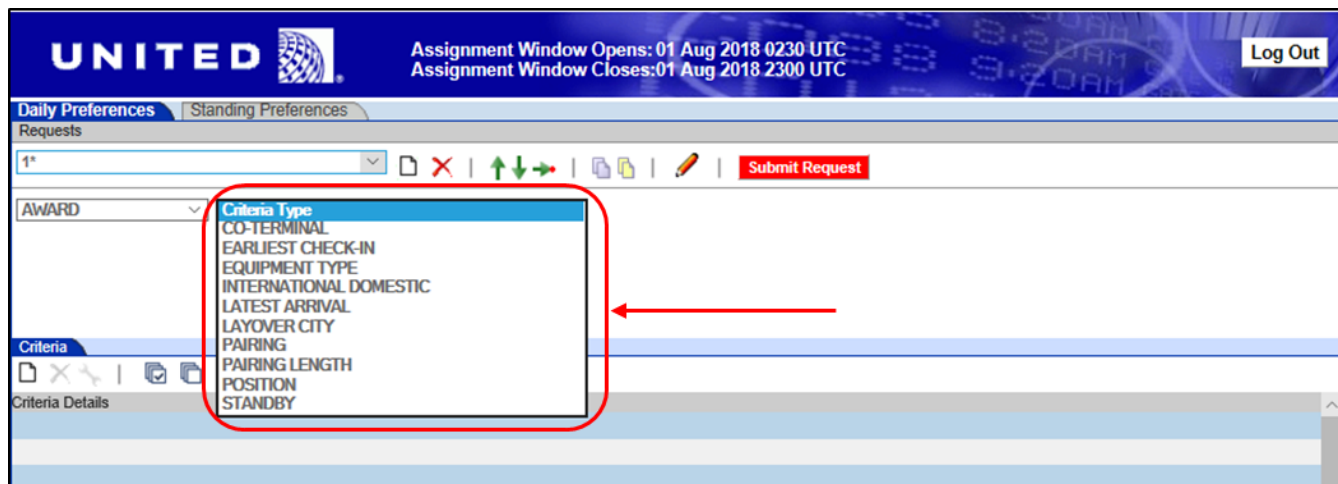 UNITED
Assignment Window Opens: 01 Aug 2018 0230 UTC
Assignment Window Closes:01 Aug 2018 2300 UTC
Log Out
Daily Preferences
Standing Preferences
Requests
1*
Submit Request
AWARD
Criteria Type
CO-TERMINAL
EARLIEST CHECK-IN
EQUIPMENT TYPE
INTERNATIONAL DOMESTIC
LATEST ARRIVAL
LAYOVER CITY
PAIRING
PAIRING LENGTH
POSITION
STANDBY
Criteria
Criteria Details